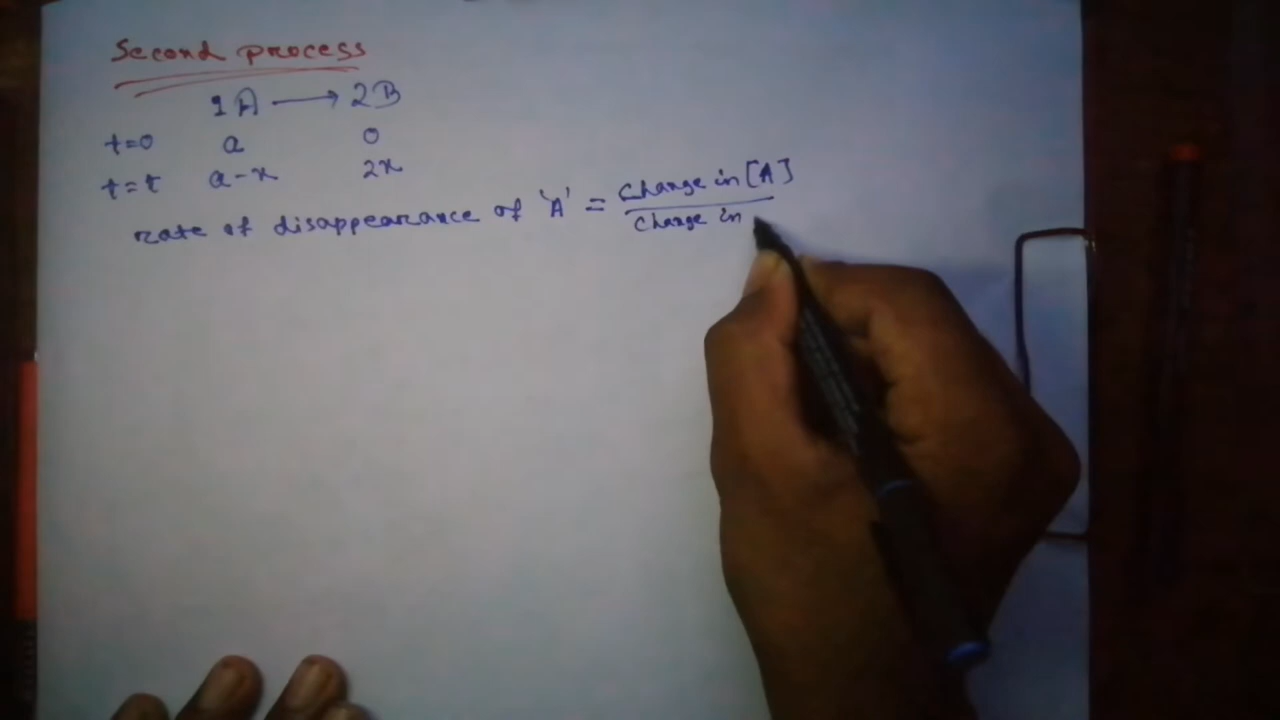 Second process
1A → 2B
t=0 a 0
t=t a-x 2x
rate of disappearance of 'A' = Change in [A]
Change in